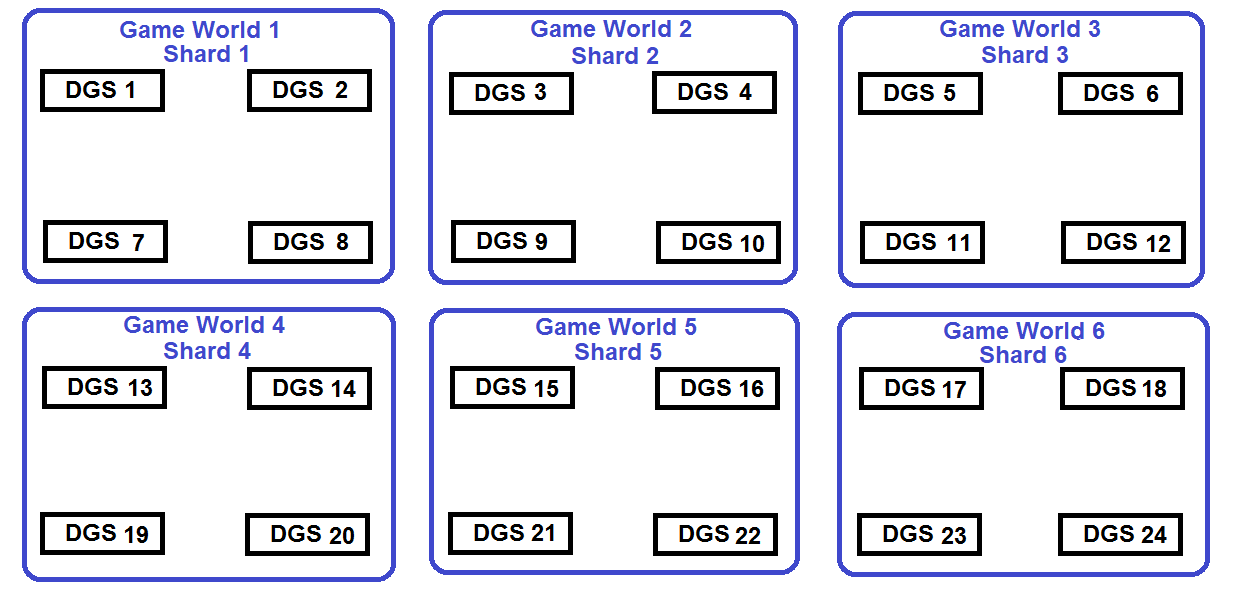 Game World 1
Shard 1
DGS 1
DGS 2
DGS 7
DGS 8
Game World 2
Shard 2
DGS 3
DGS 4
DGS 9
DGS 10
Game World 3
Shard 3
DGS 5
DGS 6
DGS 11
DGS 12
Game World 4
Shard 4
DGS 13
DGS 14
DGS 19
DGS 20
Game World 5
Shard 5
DGS 15
DGS 16
DGS 21
DGS 22
Game World 6
Shard 6
DGS 17
DGS 18
DGS 23
DGS 24